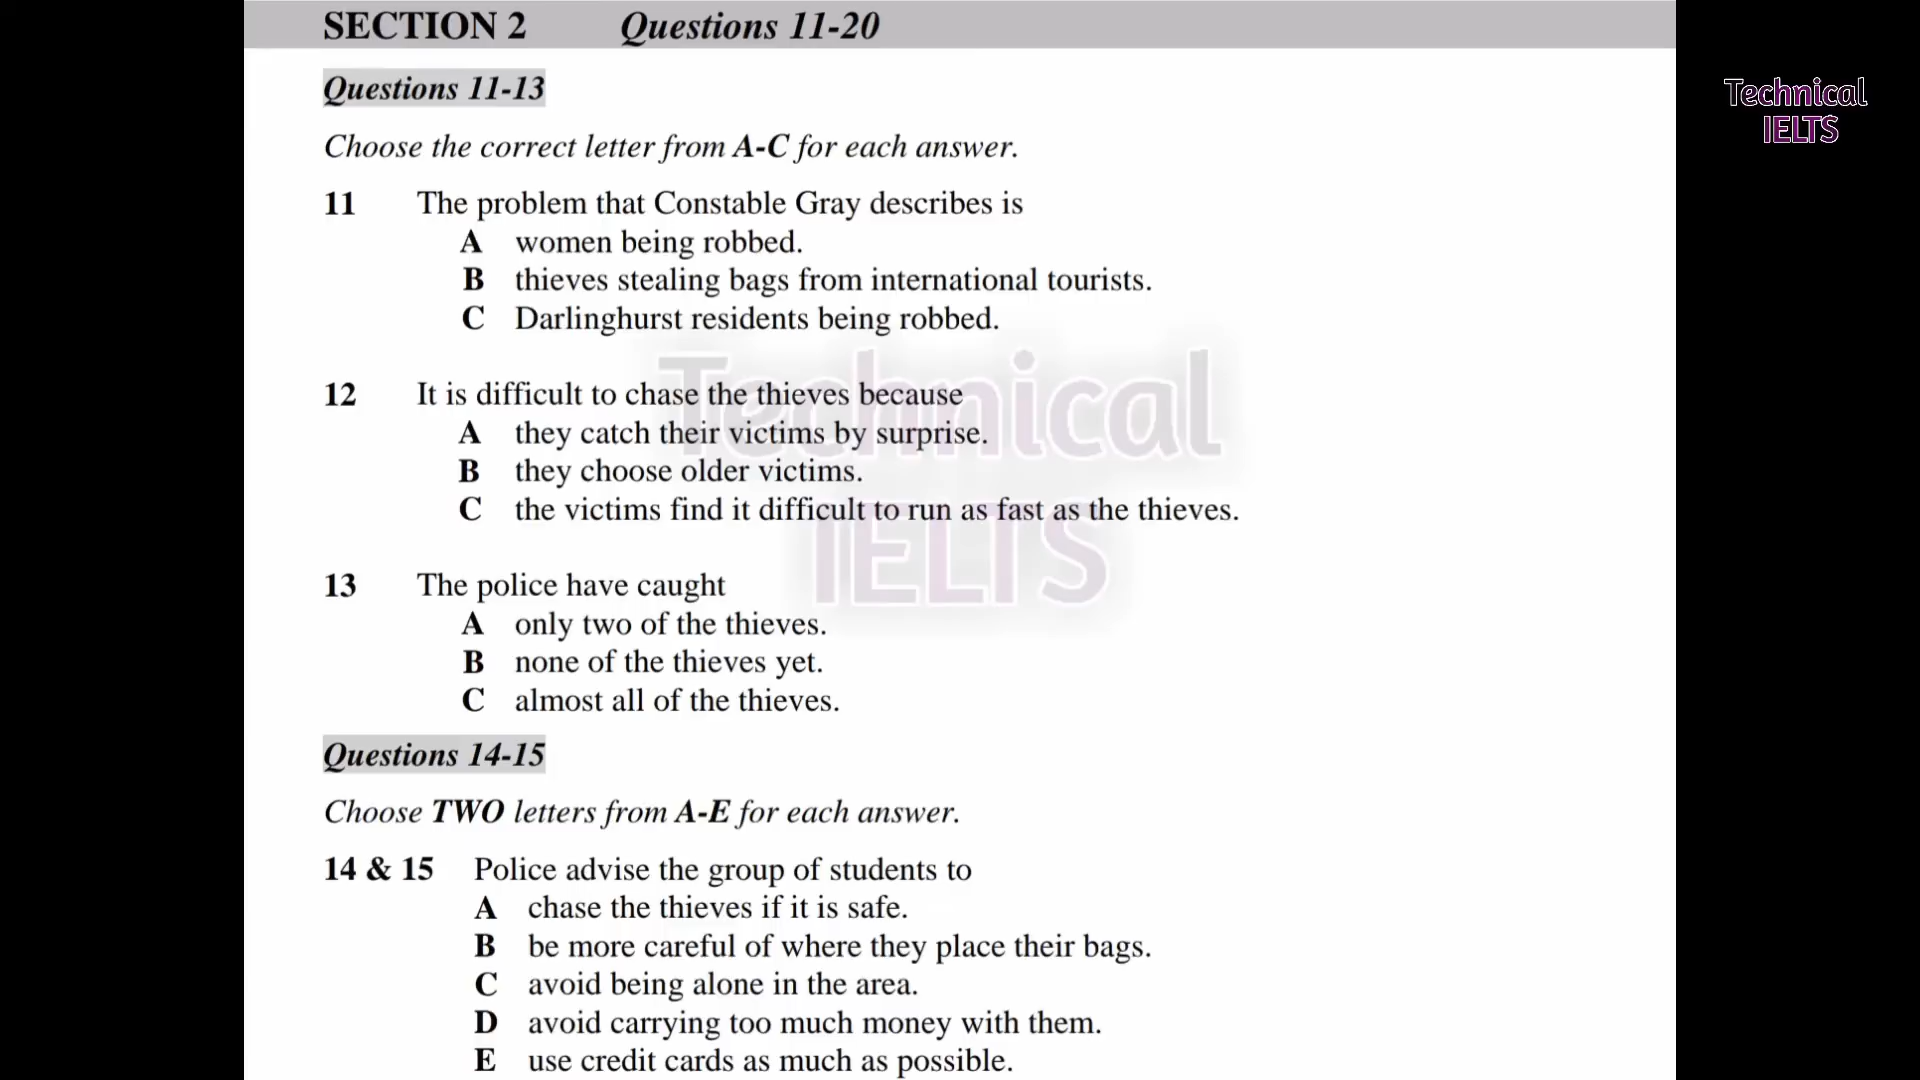 SECTION 2 Questions 11-20
Technical
IELTS
Questions 11-13
Choose the correct letter from A-C for each answer.
11 The problem that Constable Gray describes is
A women being robbed.
B thieves stealing bags from international tourists.
C Darlinghurst residents being robbed.
Technical
IELTS
12 It is difficult to chase the thieves because
A they catch their victims by surprise.
B they choose older victims.
C the victims find it difficult to run as fast as the thieves.
13 The police have caught
A only two of the thieves.
B none of the thieves yet.
C almost all of the thieves.
Questions 14-15
Choose TWO letters from A-E for each answer.
14 & 15 Police advise the group of students to
A chase the thieves if it is safe.
B be more careful of where they place their bags.
C avoid being alone in the area.
D avoid carrying too much money with them.
E use credit cards as much as possible.